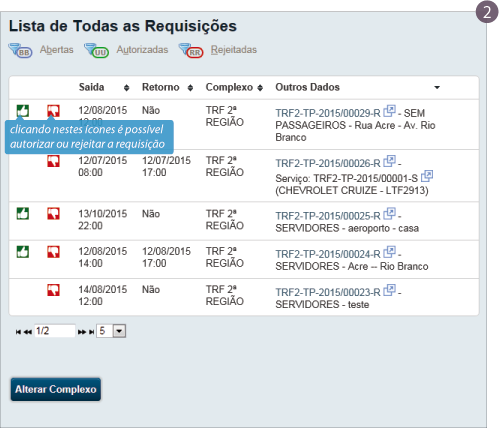 2
Lista de Todas as Requisições
BB Abertas UU Autorizadas RR Rejeitadas
Saida Retorno Complexo Outros Dados
12/08/2015 Não TRF 2ª TRF2-TP-2015/00029-R - SEM
REGIÃO PASSAGEIROS - Rua Acre - Av. Rio
Branco
clicando nestes ícones é possível
autorizar ou rejeitar a requisição
12/07/2015 12/07/2015 TRF 2ª TRF2-TP-2015/00026-R -
08:00 17:00 REGIÃO Serviço: TRF2-TP-2015/00001-S
(CHEVROLET CRUIZE - LTF2913)
13/10/2015 Não TRF 2ª TRF2-TP-2015/00025-R -
22:00 REGIÃO SERVIDORES - aeroporto - casa
12/08/2015 12/08/2015 TRF 2ª TRF2-TP-2015/00024-R -
14:00 17:00 REGIÃO SERVIDORES - Acre -- Rio Branco
14/08/2015 Não TRF 2ª TRF2-TP-2015/00023-R -
12:00 REGIÃO SERVIDORES - teste
1/2 5
Alterar Complexo